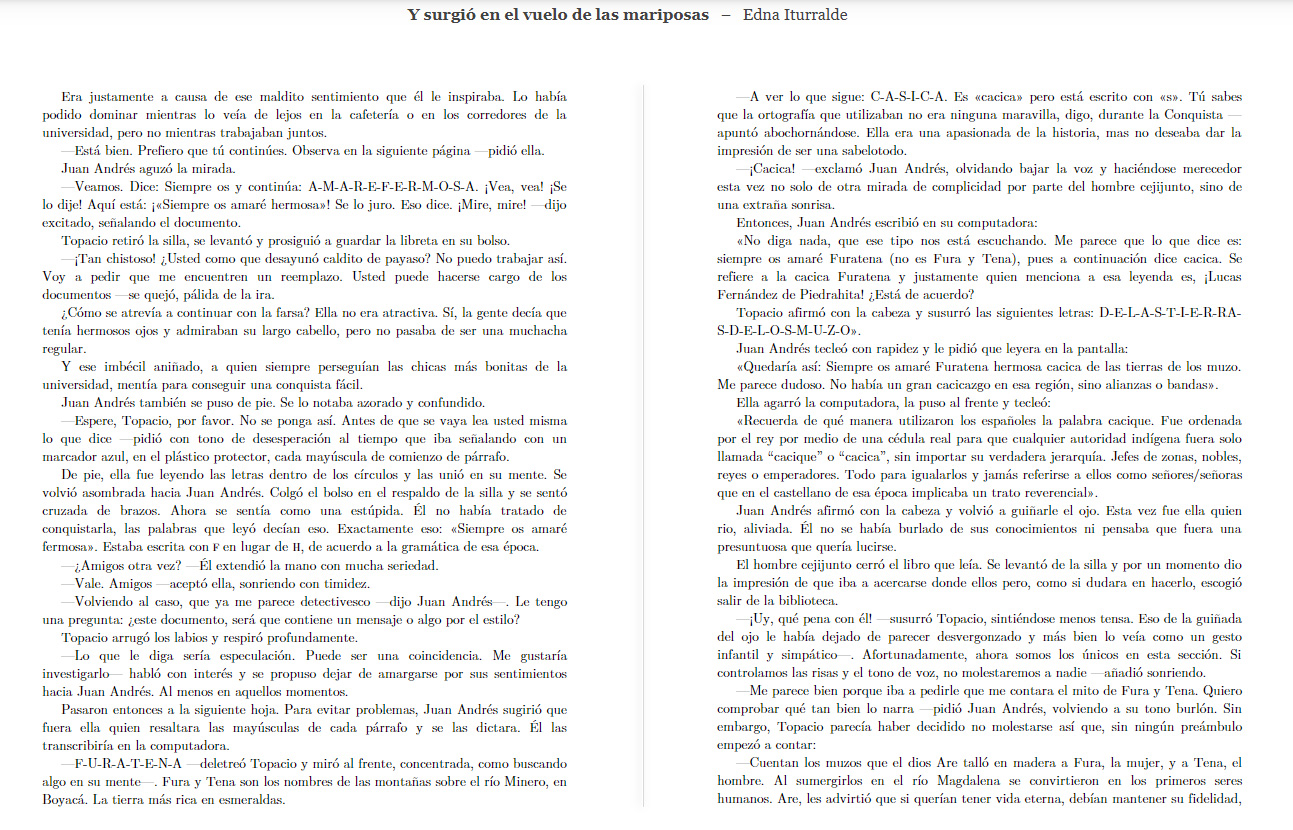 Y surgió en el vuelo de las mariposas – Edna Iturralde
Era justamente a causa de ese maldito sentimiento que él le inspiraba. Lo había
podido dominar mientras lo veía de lejos en la cafetería o en los corredores de la
universidad, pero no mientras trabajaban juntos.
—Está bien. Prefiero que tú continúes. Observa en la siguiente página —pidió ella.
Juan Andrés aguzó la mirada.
—Veamos. Dice: Siempre os y continúa: A-M-A-R-E-F-E-R-M-O-S-A. ¡Vea, vea! ¡Se
lo dije! Aquí está: ¡«Siempre os amaré hermosa»! Se lo juro. Eso dice. ¡Mire, mire! —dijo
excitado, señalando el documento.
Topacio retiró la silla, se levantó y prosiguió a guardar la libreta en su bolso.
—¡Tan chistoso! ¿Usted como que desayunó caldito de payaso? No puedo trabajar así.
Voy a pedir que me encuentren un reemplazo. Usted puede hacerse cargo de los
documentos —se quejó, pálida de la ira.
¿Cómo se atrevía a continuar con la farsa? Ella no era atractiva. Sí, la gente decía que
tenía hermosos ojos y admiraban su largo cabello, pero no pasaba de ser una muchacha
regular.
Y ese imbécil aniñado, a quien siempre perseguían las chicas más bonitas de la
universidad, mentía para conseguir una conquista fácil.
Juan Andrés también se puso de pie. Se lo notaba azorado y confundido.
—Espere, Topacio, por favor. No se ponga así. Antes de que se vaya lea usted misma
lo que dice —pidió con tono de desesperación al tiempo que iba señalando con un
marcador azul, en el plástico protector, cada mayúscula de comienzo de párrafo.
De pie, ella fue leyendo las letras dentro de los círculos y las unió en su mente. Se
volvió asombrada hacia Juan Andrés. Colgó el bolso en el respaldo de la silla y se sentó
cruzada de brazos. Ahora se sentía como una estúpida. Él no había tratado de
conquistarla, las palabras que leyó decían eso. Exactamente eso: «Siempre os amaré
fermosa». Estaba escrita con F en lugar de H, de acuerdo a la gramática de esa época.
—¿Amigos otra vez? —Él extendió la mano con mucha seriedad.
—Vale. Amigos —aceptó ella, sonriendo con timidez.
—Volviendo al caso, que ya me parece detectivesco —dijo Juan Andrés—. Le tengo
una pregunta: ¿este documento, será que contiene un mensaje o algo por el estilo?
Topacio arrugó los labios y respiró profundamente.
—Lo que le diga sería especulación. Puede ser una coincidencia. Me gustaría
investigarlo— habló con interés y se propuso dejar de amargarse por sus sentimientos
hacia Juan Andrés. Al menos en aquellos momentos.
Pasaron entonces a la siguiente hoja. Para evitar problemas, Juan Andrés sugirió que
fuera ella quien resaltara las mayúsculas de cada párrafo y se las dictara. Él las
transcribiría en la computadora.
—F-U-R-A-T-E-N-A —deletreó Topacio y miró al frente, concentrada, como buscando
algo en su mente—. Fura y Tena son los nombres de las montañas sobre el río Minero, en
Boyacá. La tierra más rica en esmeraldas.
—A ver lo que sigue: C-A-S-I-C-A. Es «cacica» pero está escrito con «s». Tú sabes
que la ortografía que utilizaban no era ninguna maravilla, digo, durante la Conquista —
apuntó abochornándose. Ella era una apasionada de la historia, mas no deseaba dar la
impresión de ser una sabelotodo.
—¡Cacica! —exclamó Juan Andrés, olvidando bajar la voz y haciéndose merecedor
esta vez no solo de otra mirada de complicidad por parte del hombre cejijunto, sino de
una extraña sonrisa.
Entonces, Juan Andrés escribió en su computadora:
«No diga nada, que ese tipo nos está escuchando. Me parece que lo que dice es:
siempre os amaré Furatena (no es Fura y Tena), pues a continuación dice cacica. Se
refiere a la cacica Furatena y justamente quien menciona a esa leyenda es, ¡Lucas
Fernández de Piedrahita! ¿Está de acuerdo?
Topacio afirmó con la cabeza y susurró las siguientes letras: D-E-L-A-S-T-I-E-R-RA-
S-D-E-L-O-S-M-U-Z-O».
Juan Andrés tecleó con rapidez y le pidió que leyera en la pantalla:
«Quedaría así: Siempre os amaré Furatena hermosa cacica de las tierras de los muzo.
Me parece dudoso. No había un gran cacicazgo en esa región, sino alianzas o bandas».
Ella agarró la computadora, la puso al frente y tecleó:
«Recuerda de qué manera utilizaron los españoles la palabra cacique. Fue ordenada
por el rey por medio de una cédula real para que cualquier autoridad indígena fuera solo
llamada “cacique” o “cacica”, sin importar su verdadera jerarquía. Jefes de zonas, nobles,
reyes o emperadores. Todo para igualarlos y jamás referirse a ellos como señores/señoras
que en el castellano de esa época implicaba un trato reverencial».
Juan Andrés afirmó con la cabeza y volvió a guiñarle el ojo. Esta vez fue ella quien
rio, aliviada. Él no se había burlado de sus conocimientos ni pensaba que fuera una
presuntuosa que quería lucirse.
El hombre cejijunto cerró el libro que leía. Se levantó de la silla y por un momento dio
la impresión de que iba a acercarse donde ellos pero, como si dudara en hacerlo, escogió
salir de la biblioteca.
—¡Uy, qué pena con él! —susurró Topacio, sintiéndose menos tensa. Eso de la guiñada
del ojo le había dejado de parecer desvergonzado y más bien lo veía como un gesto
infantil y simpático—. Afortunadamente, ahora somos los únicos en esta sección. Si
controlamos las risas y el tono de voz, no molestaremos a nadie —añadió sonriendo.
—Me parece bien porque iba a pedirle que me contara el mito de Fura y Tena. Quiero
comprobar qué tan bien lo narra —pidió Juan Andrés, volviendo a su tono burlón. Sin
embargo, Topacio parecía haber decidido no molestarse así que, sin ningún preámbulo
empezó a contar:
—Cuentan los muzos que el dios Are talló en madera a Fura, la mujer, y a Tena, el
hombre. Al sumergirlos en el río Magdalena se convirtieron en los primeros seres
humanos. Are, les advirtió que si querían tener vida eterna, debían mantener su fidelidad,